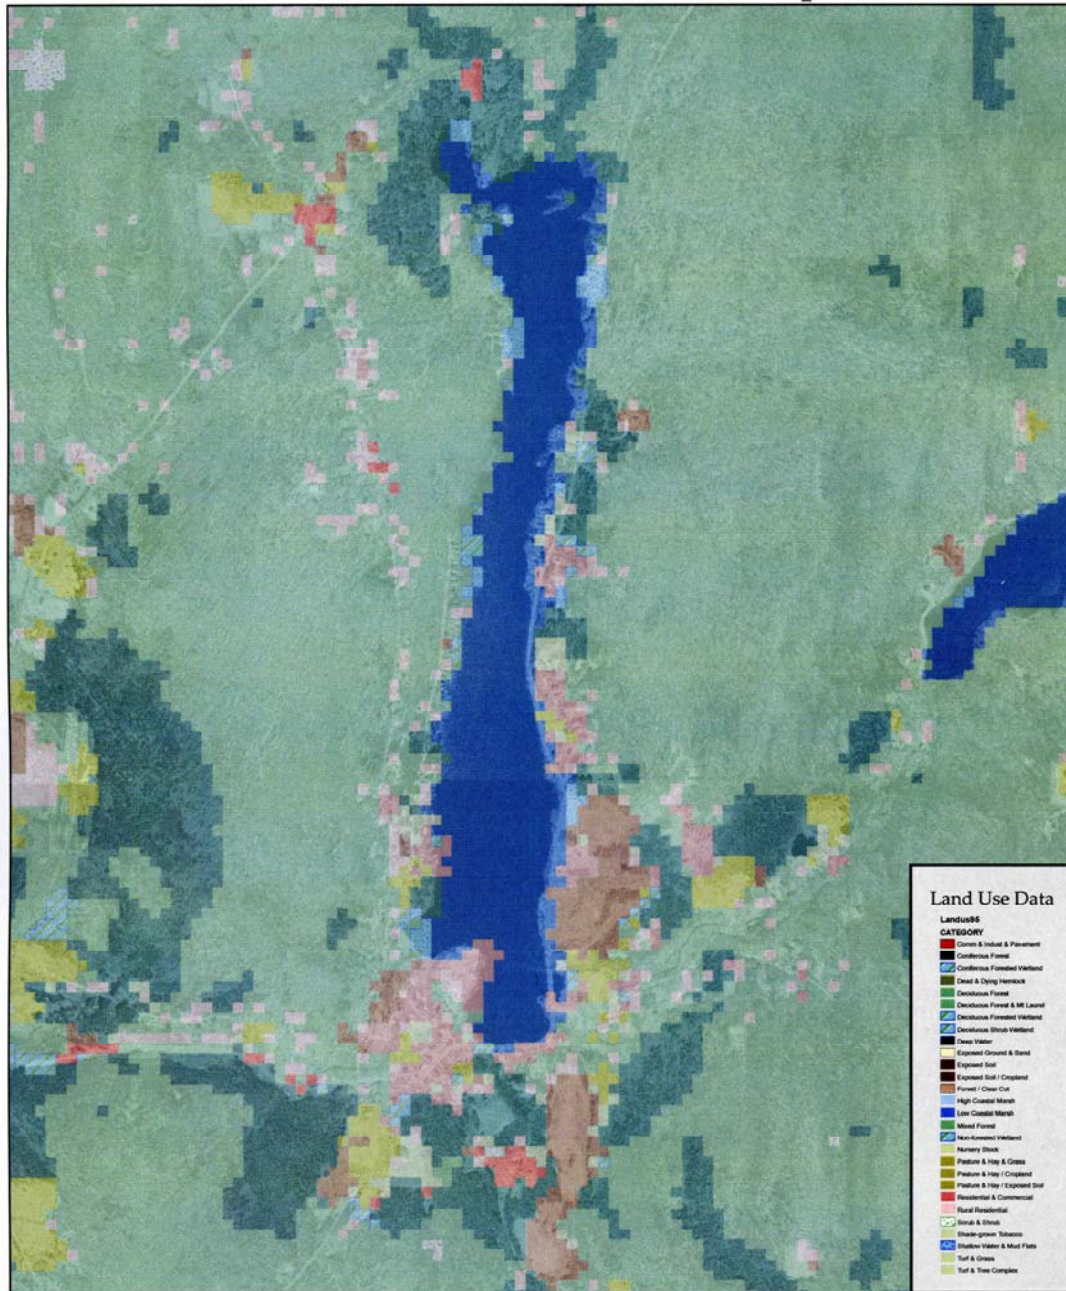 Land Use Data
Landus95
CATEGORY
Comm & Indust & Pavement
Coniferous Forest
Coniferous Forested Wetland
Dead & Dying Hemlock
Deciduous Forest
Deciduous Forest & Mt Laurel
Deciduous Forested Wetland
Deciduous Shrub Wetland
Deep Water
Exposed Ground & Sand
Exposed Soil
Exposed Soil / Cropland
Forest / Clear Cut
High Coastal Marsh
Low Coastal Marsh
Mixed Forest
Non-forested Wetland
Nursery Stock
Pasture & Hay & Grass
Pasture & Hay / Cropland
Pasture & Hay / Exposed Soil
Residential & Commercial
Rural Residential
Scrub & Shrub
Shade-grown Tobacco
Shallow Water & Mud Flats
Turf & Grass
Turf & Tree Complex